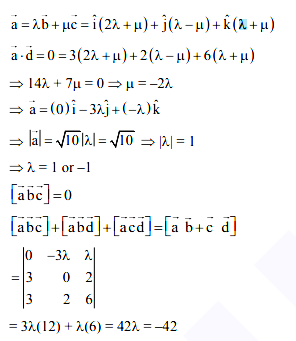 a⃗ = λb⃗ + μc⃗ = î(2λ + μ) + ĵ(λ − μ) + k̂(λ + μ)
a⃗ · d⃗ = 0 = 3(2λ + μ) + 2(λ − μ) + 6(λ + μ)
⇒ 14λ + 7μ = 0 ⇒ μ = −2λ
⇒ a⃗ = (0)î − 3λĵ + (−λ)k̂
⇒ |a⃗| = √10|λ| = √10 ⇒ |λ| = 1
⇒ λ = 1 or −1
[a⃗ b⃗ c⃗] = 0
[a⃗ b⃗ c⃗] + [a⃗ b⃗ d⃗] + [a⃗ c⃗ d⃗] = [a⃗ b⃗ + c⃗ d⃗]
= |0 −3λ λ|
|3 0 2|
|3 2 6|
= 3λ(12) + λ(6) = 42λ = −42